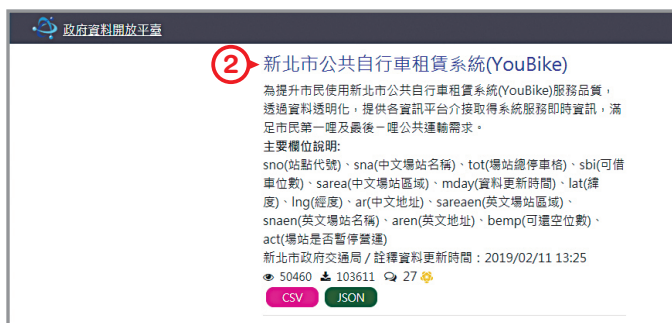 政府資料開放平臺
② 新北市公共自行車租賃系統(YouBike)
為提升市民使用新北市公共自行車租賃系統(YouBike)服務品質,
透過資料透明化,提供各資訊平台介接取得系統服務即時資訊,滿
足市民第一哩及最後一哩公共運輸需求。
主要欄位說明:
sno(站點代號)、sna(中文場站名稱)、tot(場站總停車格)、sbi(可借
車位數)、sarea(中文場站區域)、mday(資料更新時間)、lat(緯
度)、lng(經度)、ar(中文地址)、sareaen(英文場站區域)、
snaen(英文場站名稱)、aren(英文地址)、bemp(可還空位數)、
act(場站是否暫停營運)
新北市政府交通局 / 詮釋資料更新時間:2019/02/11 13:25
50460 103611 27
CSV JSON